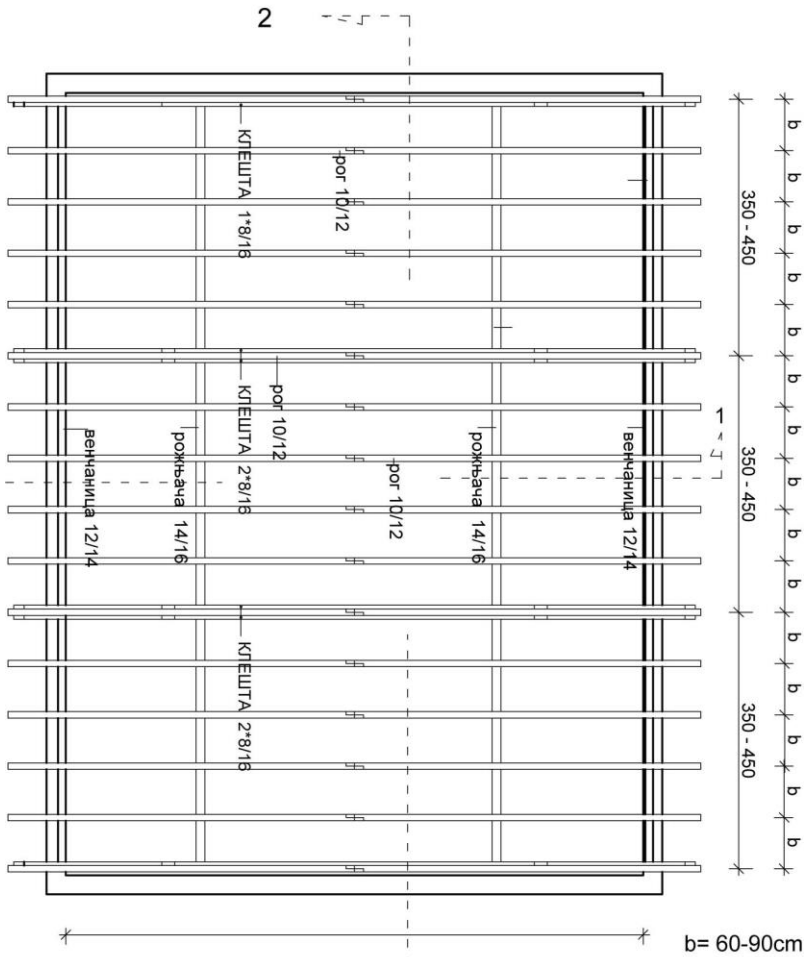 2
b
b
b
b
b
350 - 450
КЛЕШТА 1*8/16
рог 10/12
b
b
b
b
b
350 - 450
1
КЛЕШТА 2*8/16
рог 10/12
рог 10/12
венчаница 12/14
рожњача 14/16
рожњача 14/16
венчаница 12/14
b
b
b
b
b
350 - 450
КЛЕШТА 2*8/16
b= 60-90cm